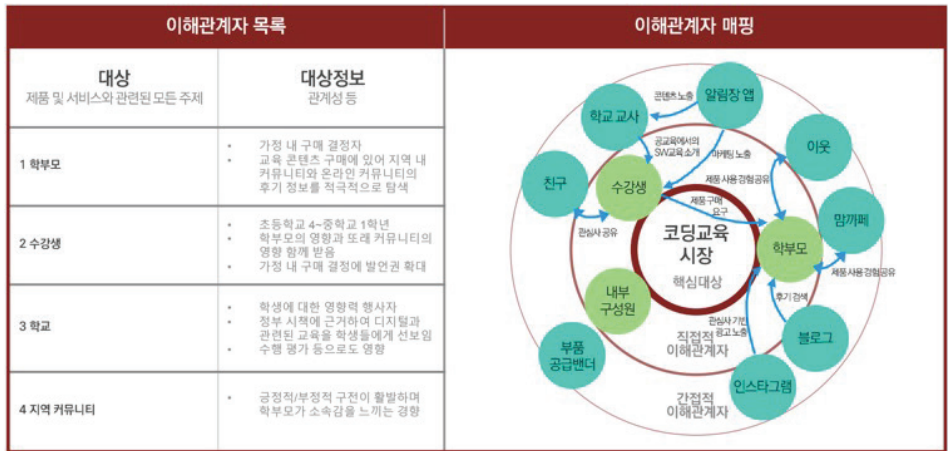 이해관계자 목록
이해관계자 매핑
대상
제품 및 서비스와 관련된 모든 주제
대상정보
관계성 등
1 학부모
• 가정 내 구매 결정자
• 교육 콘텐츠 구매에 있어 지역 내
커뮤니티와 온라인 커뮤니티의
후기 정보를 적극적으로 탐색
2 수강생
• 초등학교 4~중학교 1학년
• 학부모의 영향과 또래 커뮤니티의
영향 함께 받음
• 가정 내 구매 결정에 발언권 확대
3 학교
• 학생에 대한 영향력 행사자
• 정부 시책에 근거하여 디지털과
관련된 교육을 학생들에게 선보임
• 수행 평가 등으로도 영향
4 지역 커뮤니티
• 긍정적/부정적 구전이 활발하며
학부모가 소속감을 느끼는 경향
콘텐츠 노출
알림장 앱
학교 교사
공교육에서의
SW교육 소개
마케팅 노출
이웃
친구
수강생
제품 사용 경험공유
제품 구매
요구
맘까페
관심사 공유
코딩교육
시장
핵심대상
학부모
제품 사용 경험공유
내부
구성원
후기 검색
관심사 기반
광고 노출
직접적
이해관계자
블로그
부품
공급밴더
인스타그램
간접적
이해관계자